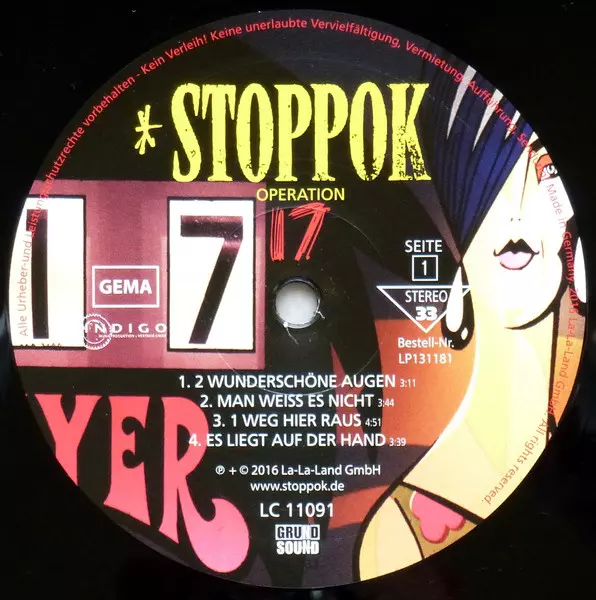 Alle Urheber- und Leistungsschutzrechte vorbehalten - Kein Verleih! Keine unerlaubte Vervielfältigung, Vermietung, Aufführung, Sendung!
Made in Germany 2016 La-La-Land GmbH All rights reserved.
*STOPPOK
OPERATION
17
1 7
SEITE
1
GEMA
STEREO
33
INDIGO
Bestell-Nr.
LP131181
1. 2 WUNDERSCHÖNE AUGEN 3:11
2. MAN WEISS ES NICHT 3:44
3. 1 WEG HIER RAUS 4:51
4. ES LIEGT AUF DER HAND 3:39
YER
℗ + © 2016 La-La-Land GmbH
www.stoppok.de
LC 11091
GRUND
SOUND